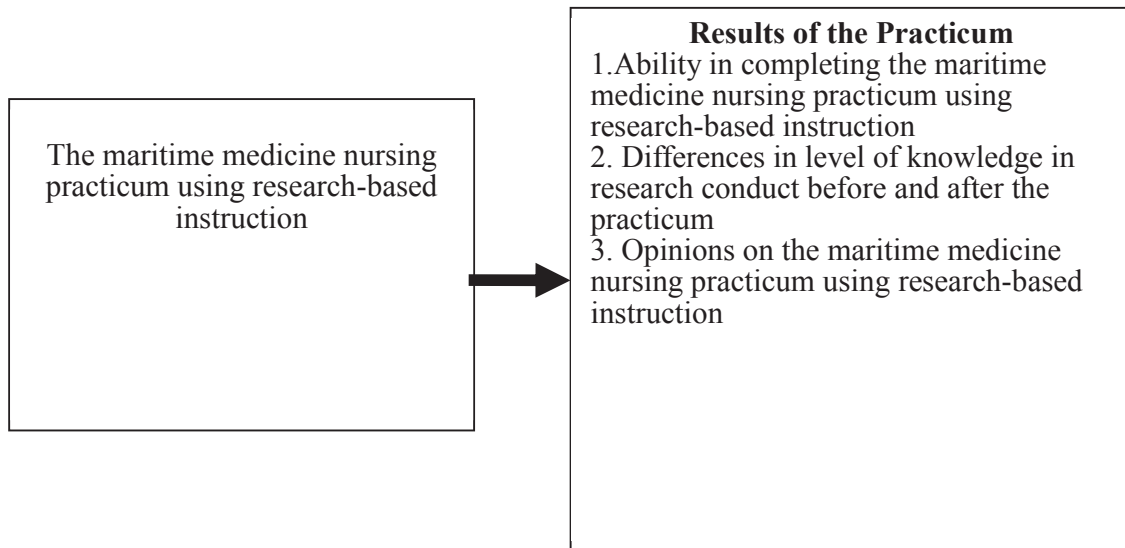 The maritime medicine nursing
practicum using research-based
instruction
Results of the Practicum
1.Ability in completing the maritime
medicine nursing practicum using
research-based instruction
2. Differences in level of knowledge in
research conduct before and after the
practicum
3. Opinions on the maritime medicine
nursing practicum using research-based
instruction